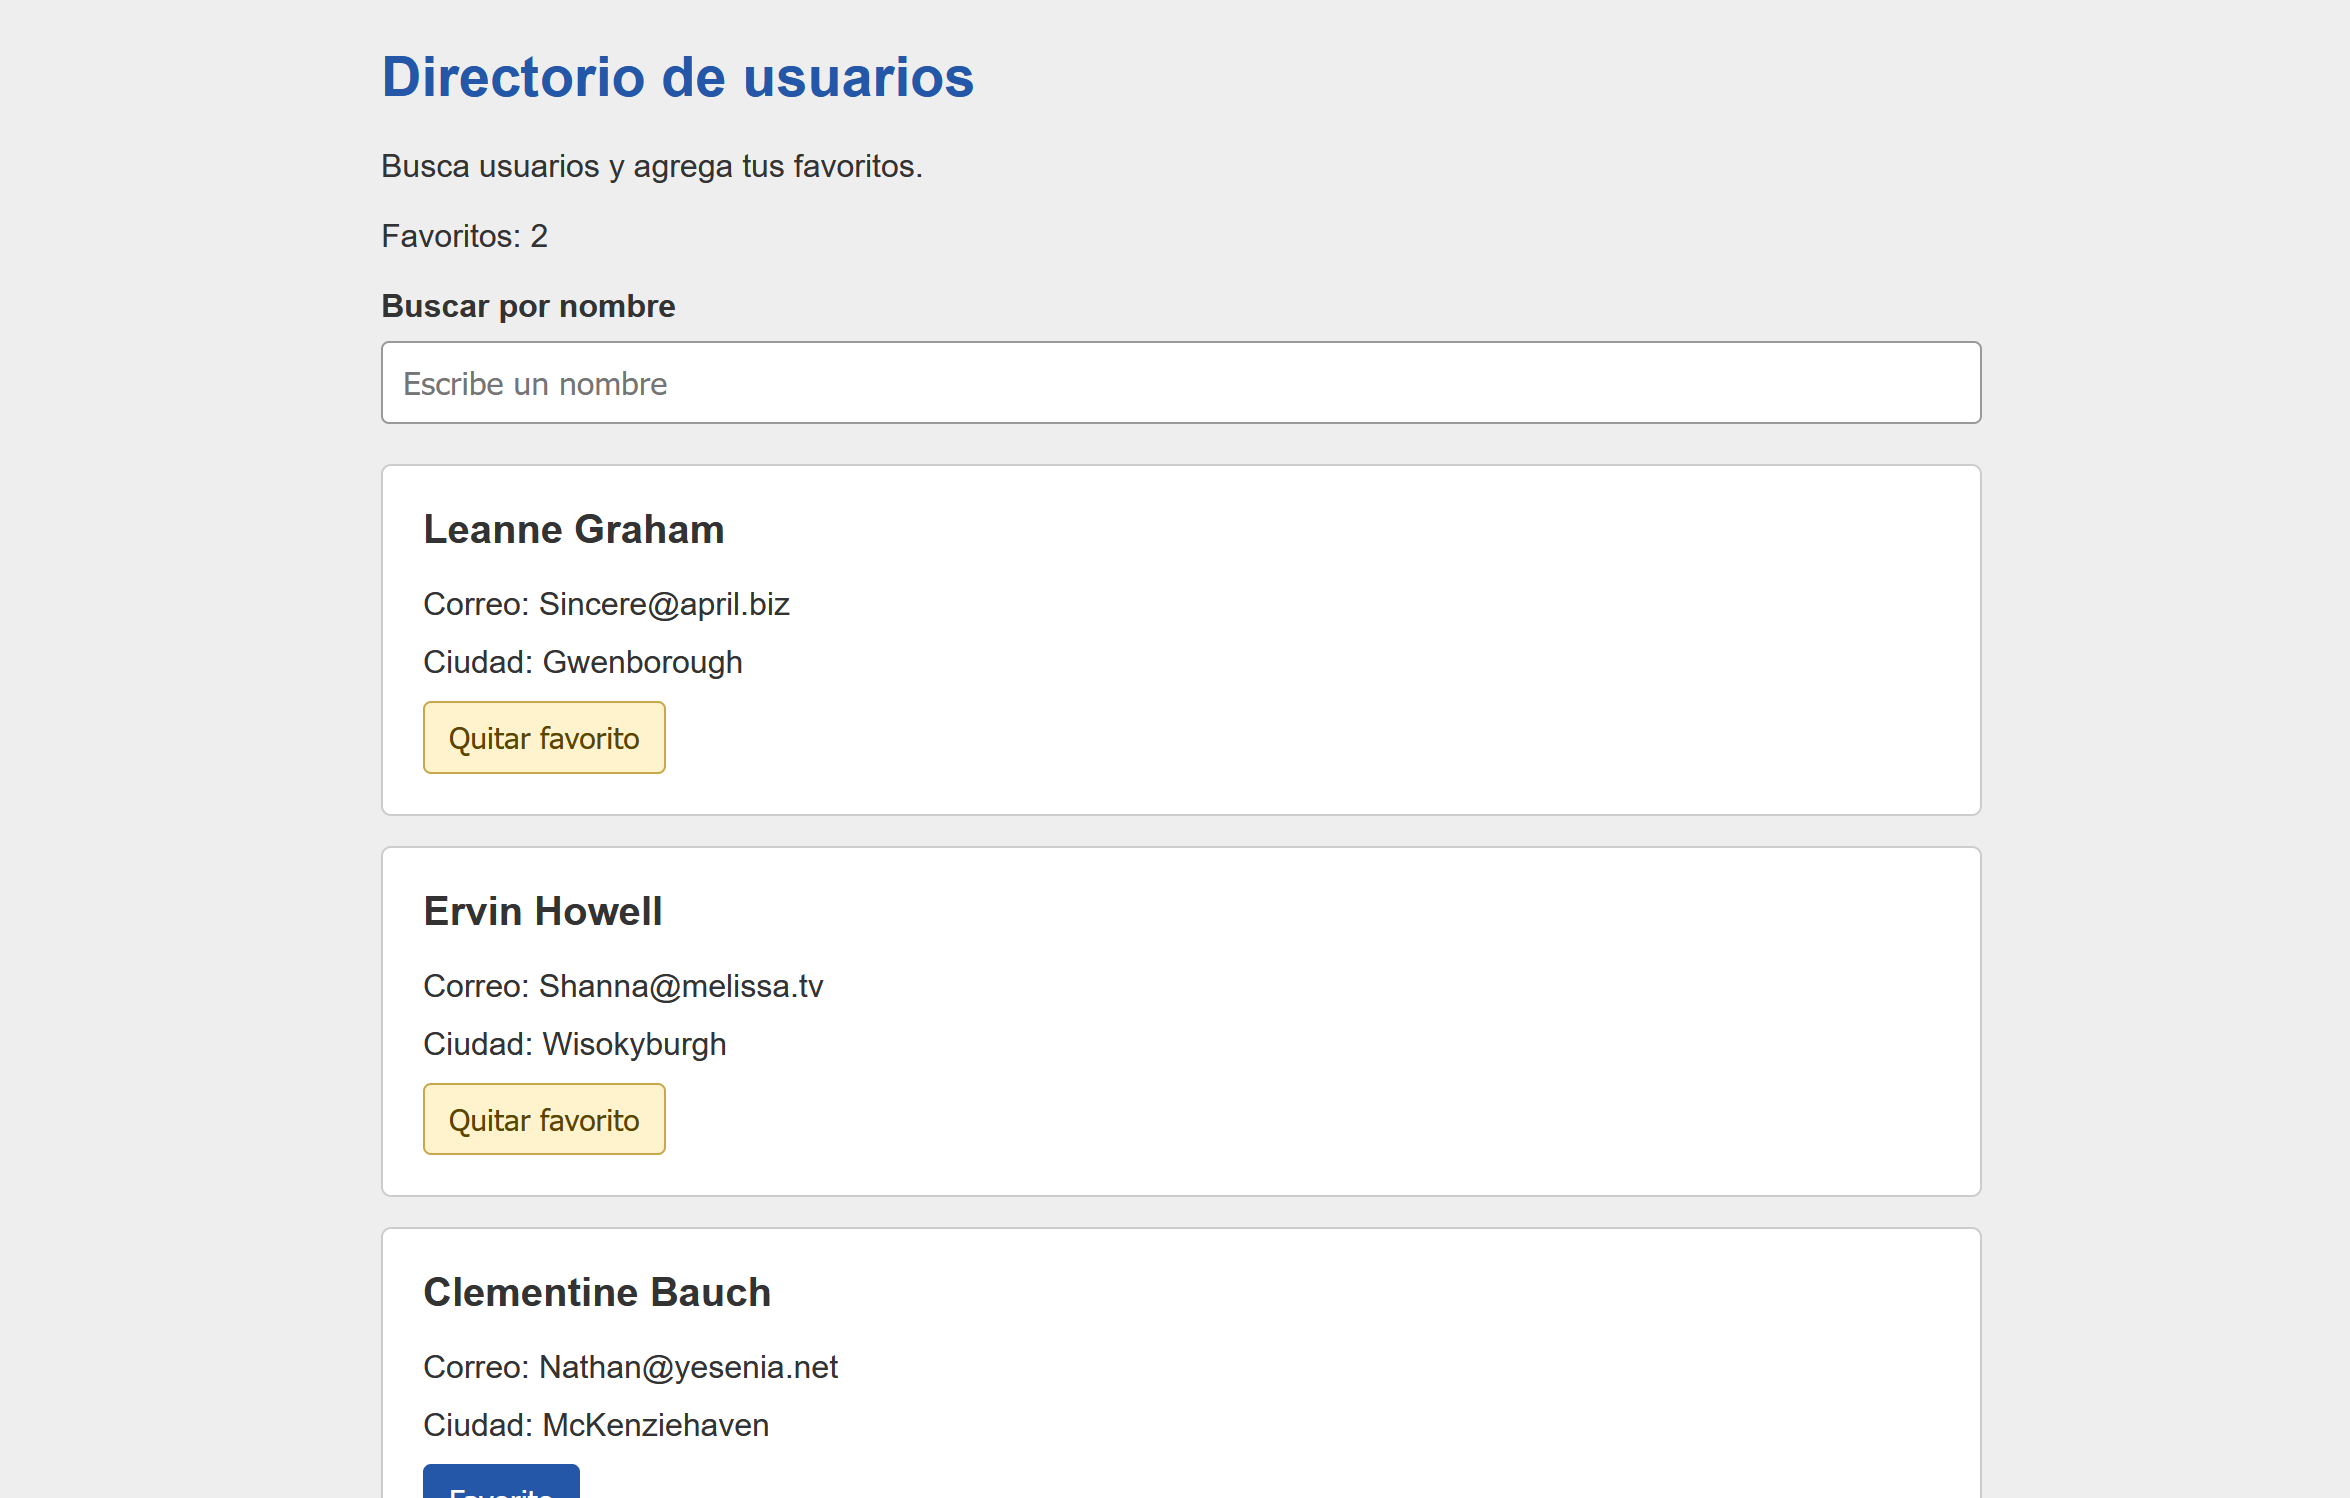 Directorio de usuarios
Busca usuarios y agrega tus favoritos.
Favoritos: 2
Buscar por nombre
Escribe un nombre
Leanne Graham
Correo: Sincere@april.biz
Ciudad: Gwenborough
Quitar favorito
Ervin Howell
Correo: Shanna@melissa.tv
Ciudad: Wisokyburgh
Quitar favorito
Clementine Bauch
Correo: Nathan@yesenia.net
Ciudad: McKenziehaven
Favorito